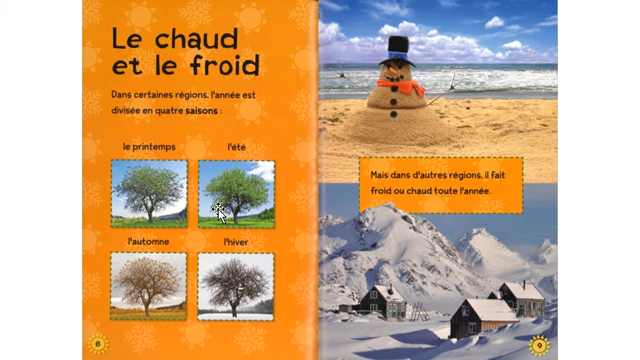 Le chaud
et le froid
Dans certaines régions, l'année est
divisée en quatre saisons :
le printemps
l'été
l'automne
l'hiver
8
Mais dans d'autres régions, il fait
froid ou chaud toute l'année.
9